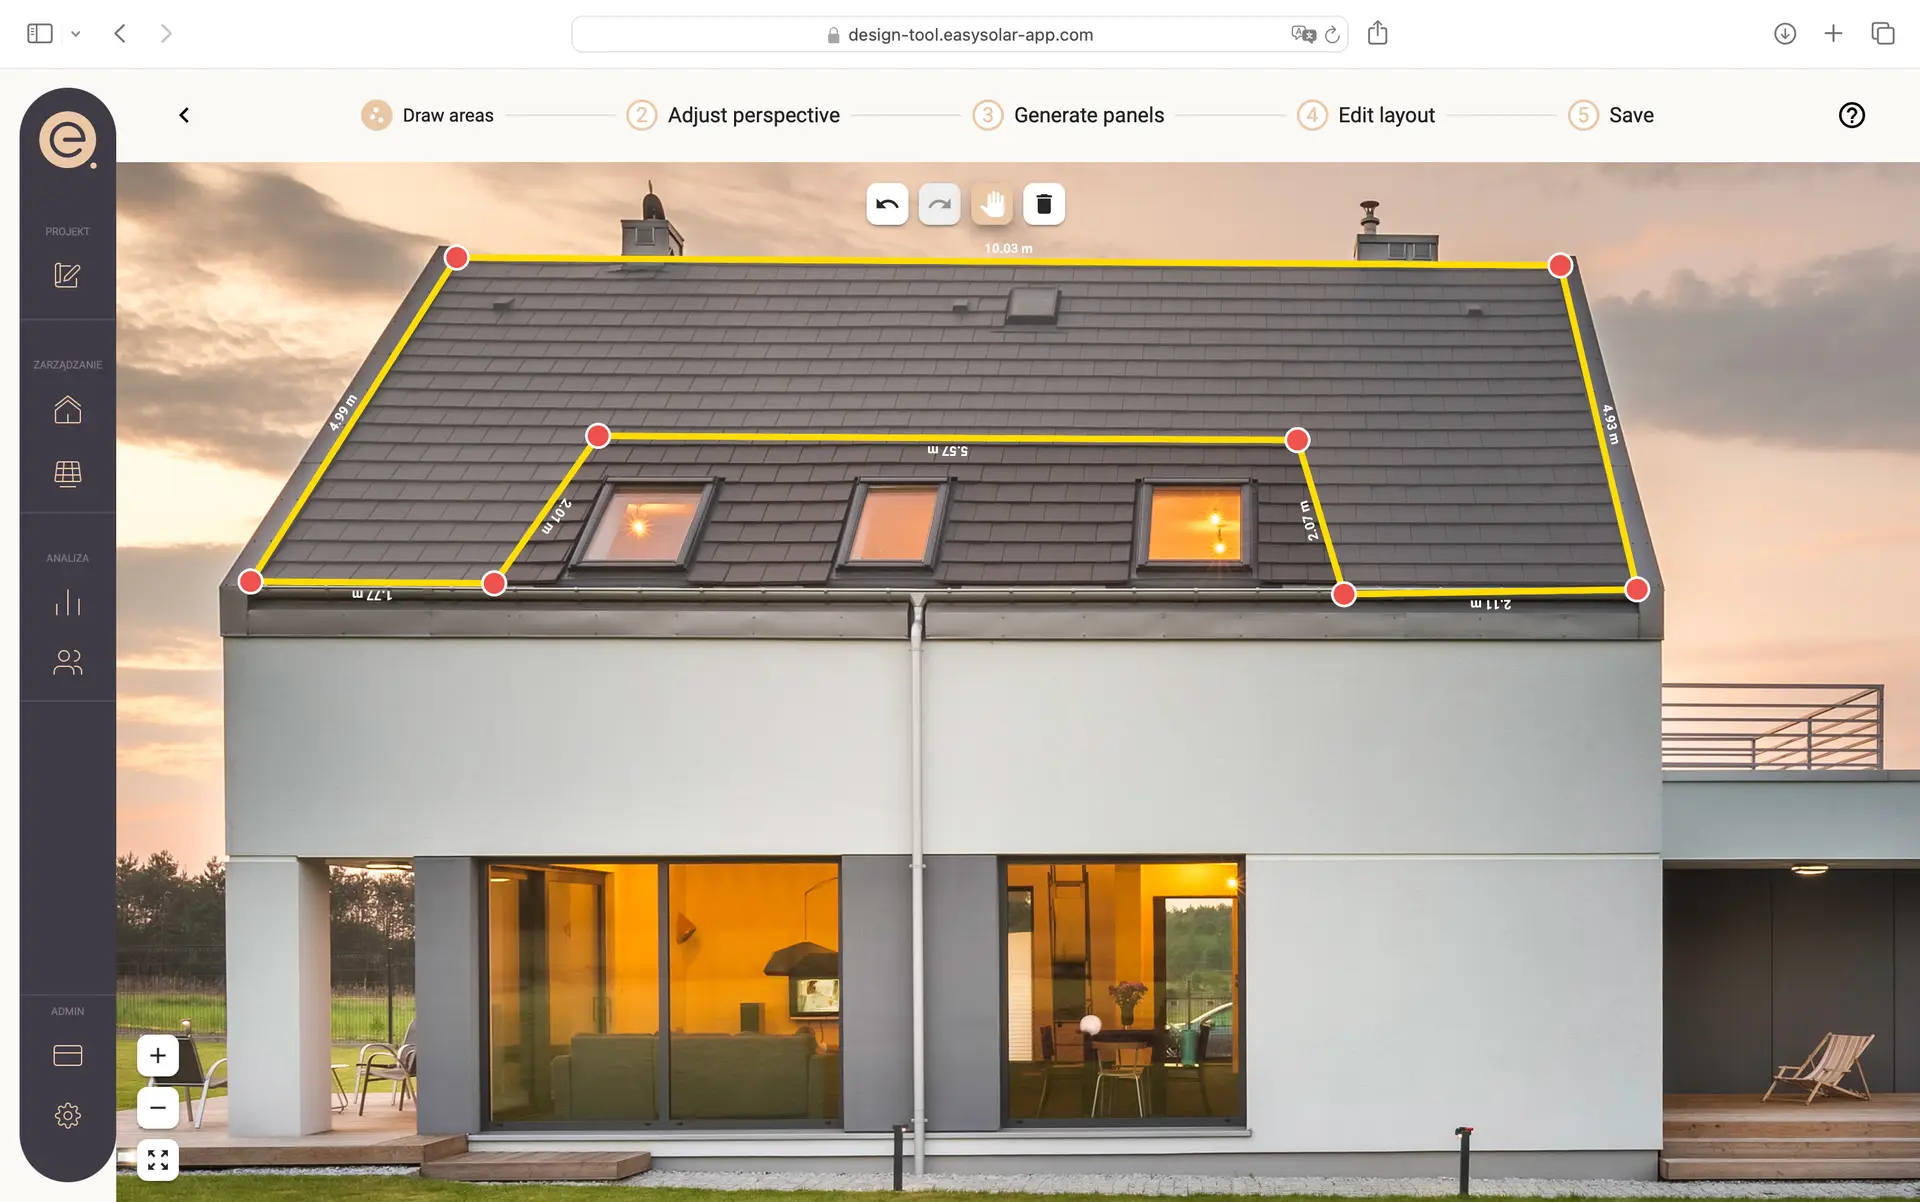 design-tool.easysolar-app.com
Draw areas
2 Adjust perspective
3 Generate panels
4 Edit layout
5 Save
PROJEKT
ZARZĄDZANIE
ANALIZA
ADMIN
10.03 m
4.99 m
4.93 m
5.57 m
2.01 m
2.07 m
1.77 m
2.11 m